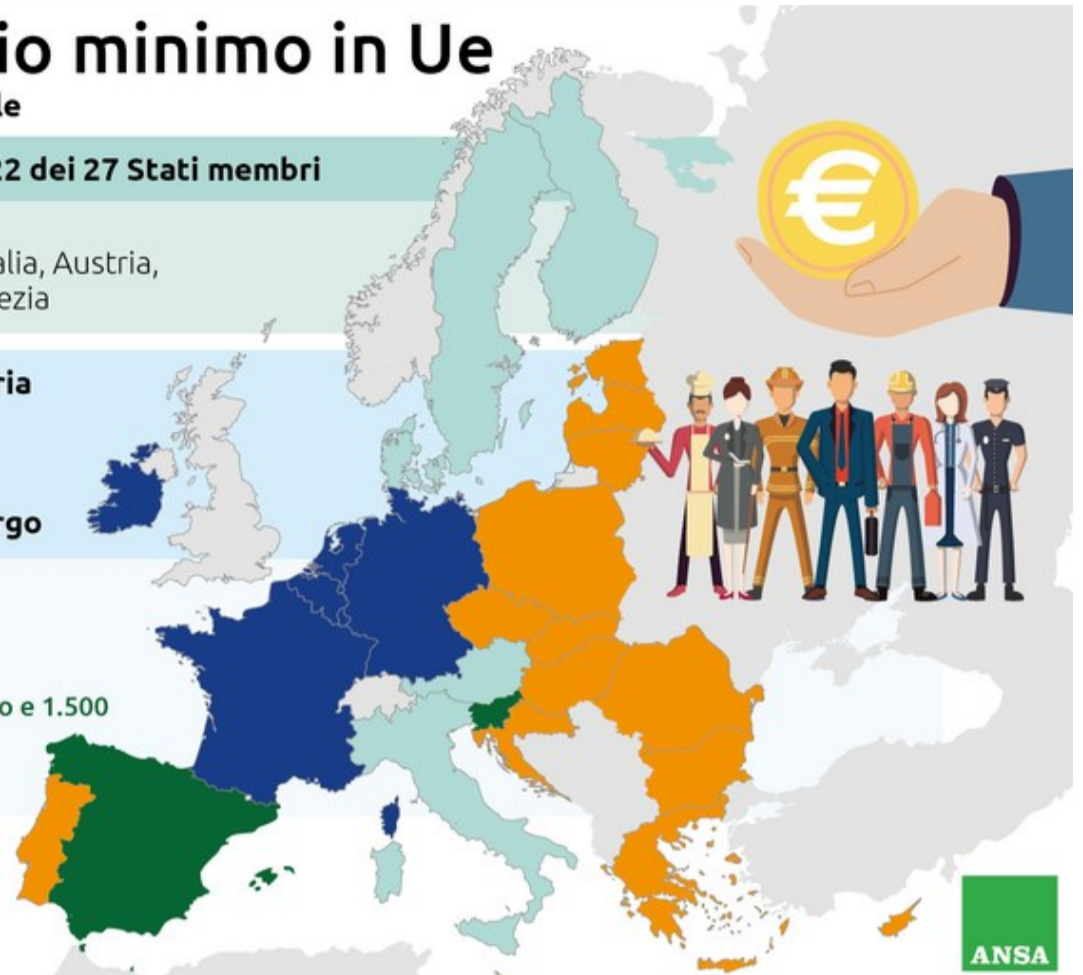 io minimo in Ue
le
22 dei 27 Stati membri
alia, Austria,
ezia
ria
rgo
o e 1.500
€
ANSA